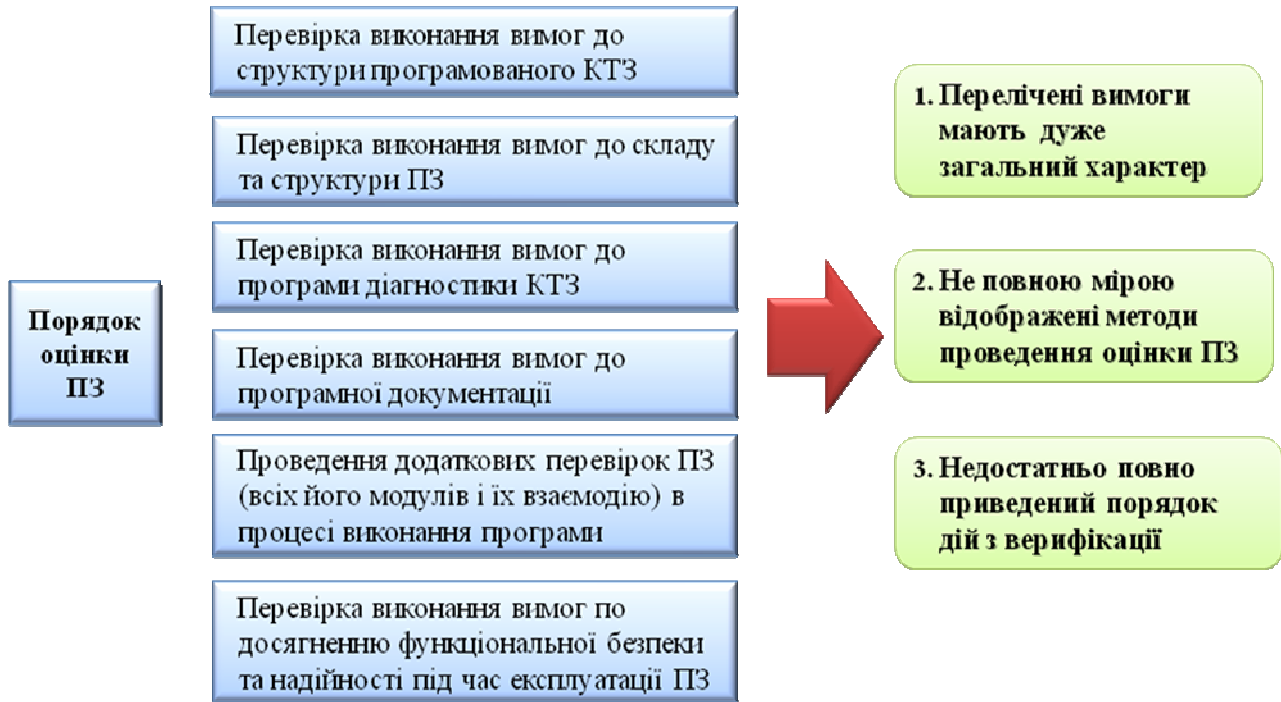 Порядок
оцінки
ПЗ
Перевірка виконання вимог до
структури програмованого КТЗ
Перевірка виконання вимог до складу
та структури ПЗ
Перевірка виконання вимог до
програми діагностики КТЗ
Перевірка виконання вимог до
програмної документації
Проведення додаткових перевірок ПЗ
(всіх його модулів і їх взаємодію) в
процесі виконання програми
Перевірка виконання вимог по
досягненню функціональної безпеки
та надійності під час експлуатації ПЗ
1. Перелічені вимоги
мають дуже
загальний характер
2. Не повною мірою
відображені методи
проведення оцінки ПЗ
3. Недостатньо повно
приведений порядок
дій з верифікації